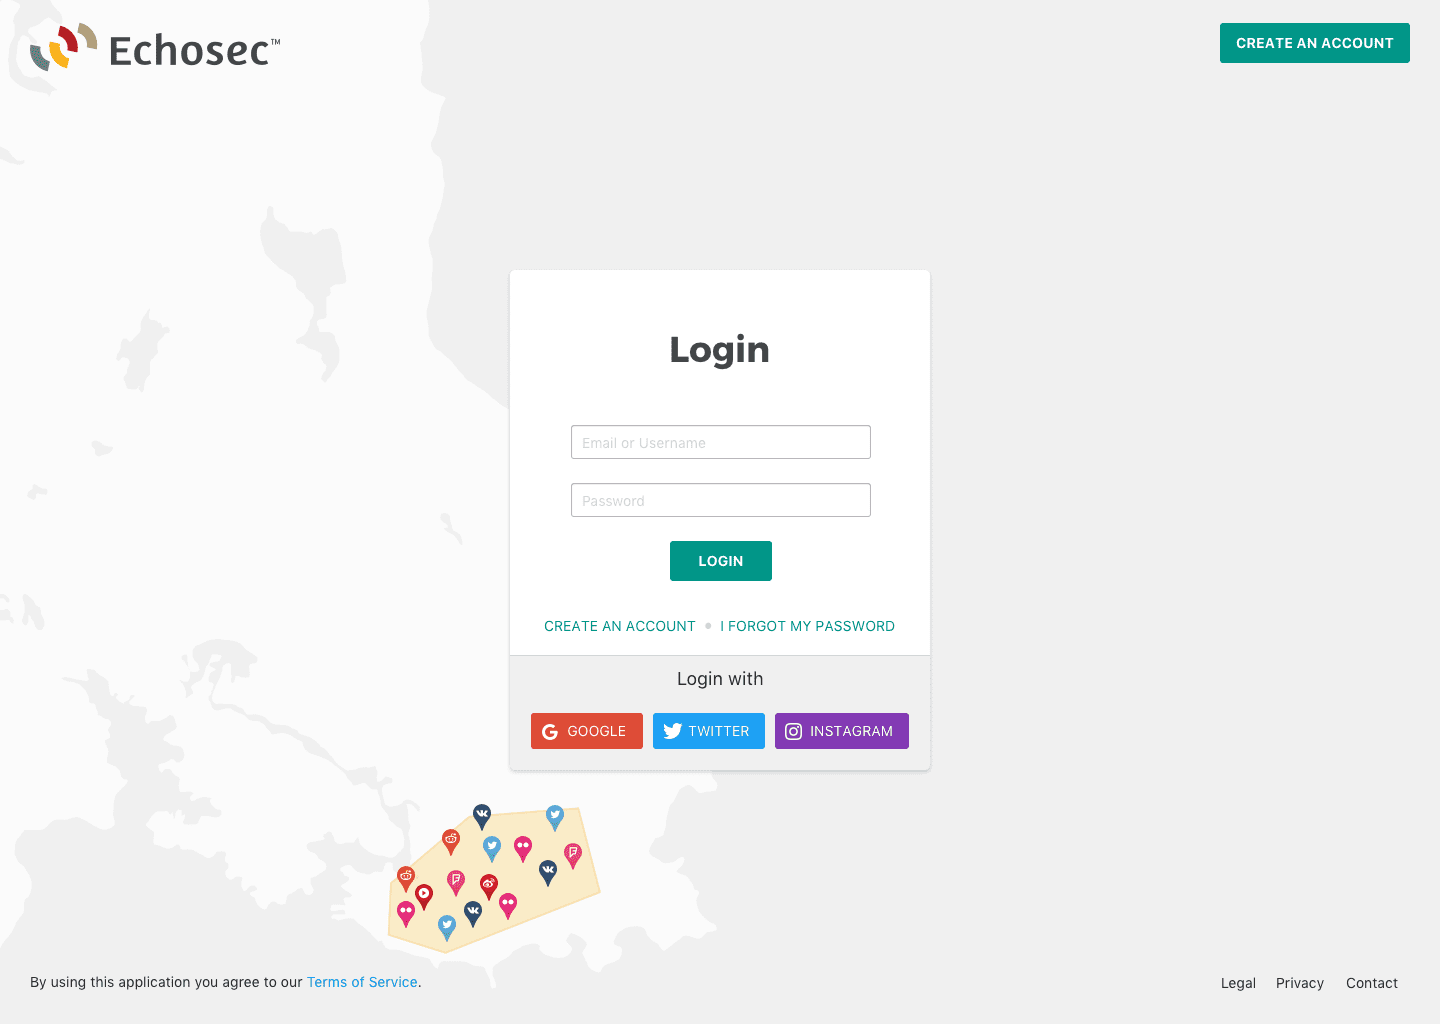 Echosec™
CREATE AN ACCOUNT
Login
Email or Username
Password
LOGIN
CREATE AN ACCOUNT • I FORGOT MY PASSWORD
Login with
GOOGLE TWITTER INSTAGRAM
By using this application you agree to our Terms of Service.
Legal Privacy Contact